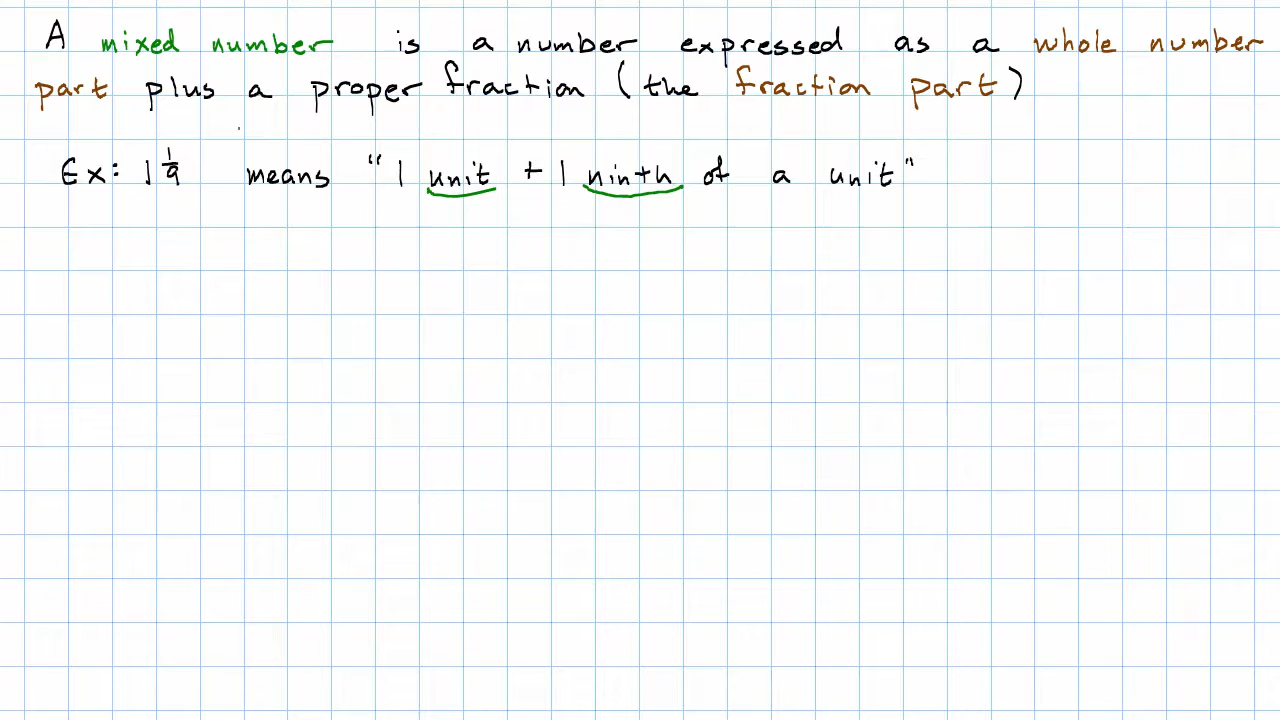 A mixed number is a number expressed as a whole number
part plus a proper fraction (the fraction part)
Ex: 1 1/9 means "1 unit + 1 ninth of a unit"